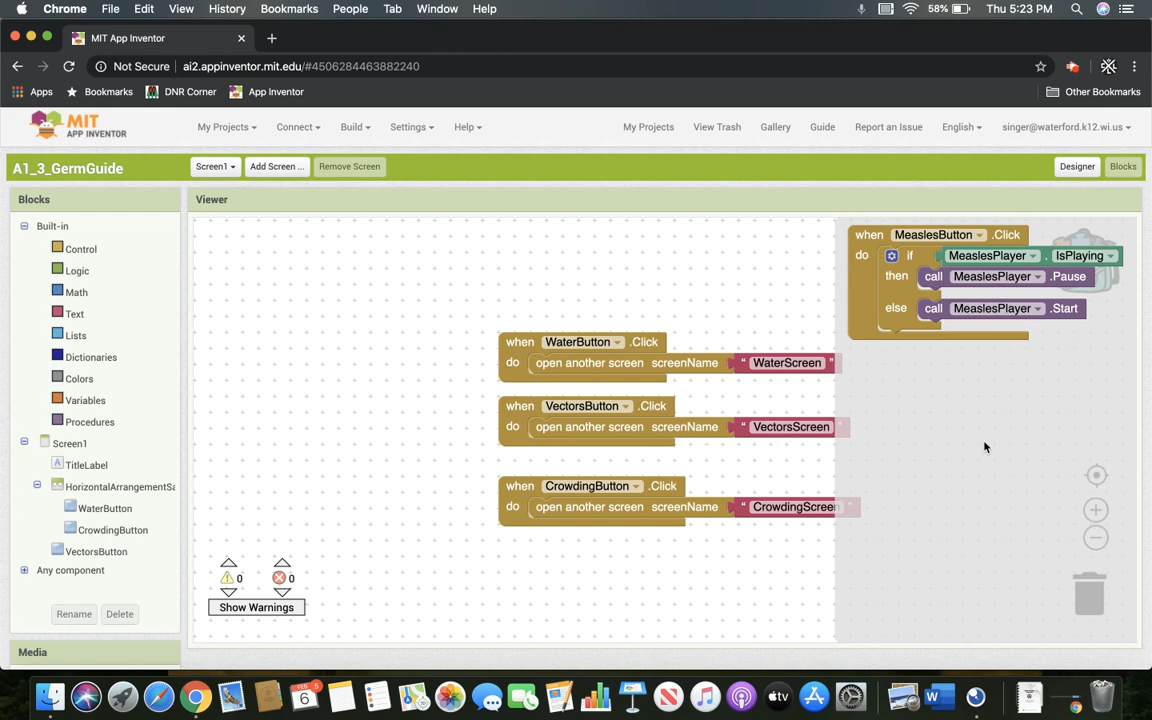 Chrome File Edit View History Bookmarks People Tab Window Help 58% Thu 5:23 PM
MIT App Inventor
Not Secure ai2.appinventor.mit.edu/#4506284463882240
Apps Bookmarks DNR Corner App Inventor Other Bookmarks
MIT APP INVENTOR My Projects Connect Build Settings Help My Projects View Trash Gallery Guide Report an Issue English singer@waterford.k12.wi.us
A1_3_GermGuide Screen1 Add Screen ... Remove Screen Designer Blocks
Blocks
Built-in
Control
Logic
Math
Text
Lists
Dictionaries
Colors
Variables
Procedures
Screen1
A TitleLabel
HorizontalArrangementSa
WaterButton
CrowdingButton
VectorsButton
Any component
Rename Delete
Media
Viewer
when WaterButton .Click
do open another screen screenName " WaterScreen "
when VectorsButton .Click
do open another screen screenName " VectorsScreen "
when CrowdingButton .Click
do open another screen screenName " CrowdingScreen "
0 0
Show Warnings
when MeaslesButton .Click
do if MeaslesPlayer . IsPlaying
then call MeaslesPlayer .Pause
else call MeaslesPlayer .Start
FEB 6 5
tv
W